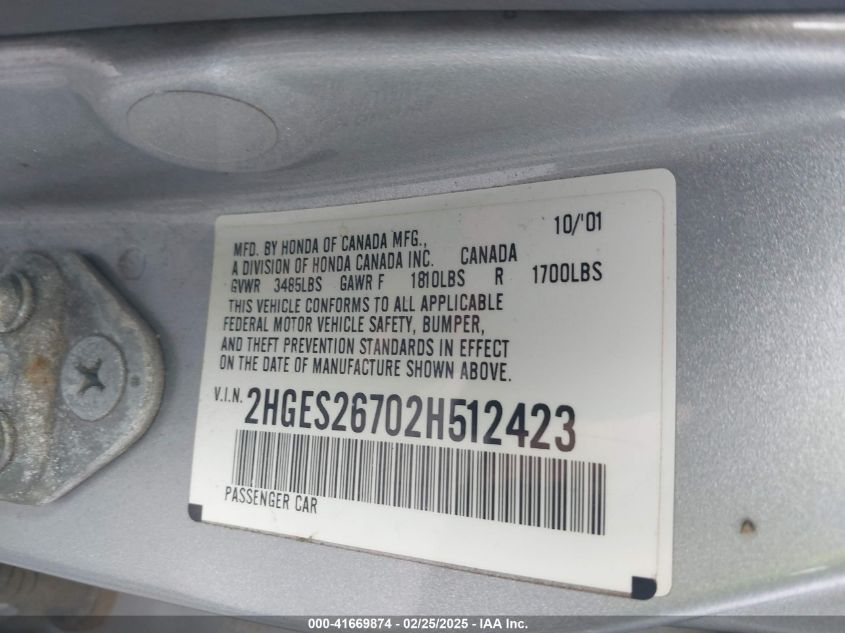 10/'01
MFD. BY HONDA OF CANADA MFG.,
A DIVISION OF HONDA CANADA INC. CANADA
GVWR 3485LBS GAWR F 1810LBS R 1700LBS
THIS VEHICLE CONFORMS TO ALL APPLICABLE
FEDERAL MOTOR VEHICLE SAFETY, BUMPER,
AND THEFT PREVENTION STANDARDS IN EFFECT
ON THE DATE OF MANUFACTURE SHOWN ABOVE.
V.I.N. 2HGES26702H512423
PASSENGER CAR
000-41669874 - 02/25/2025 - IAA Inc.